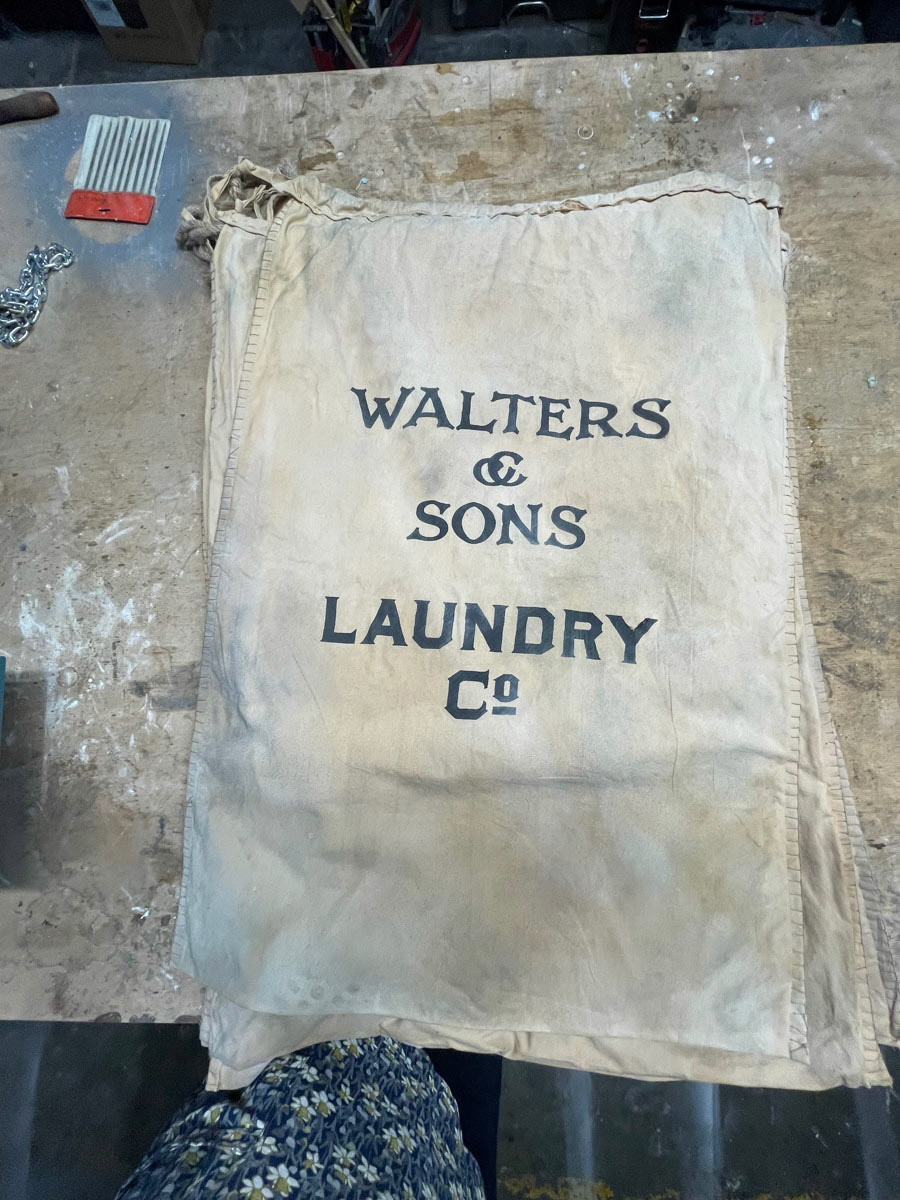 WALTERS
&
SONS
LAUNDRY
Cº